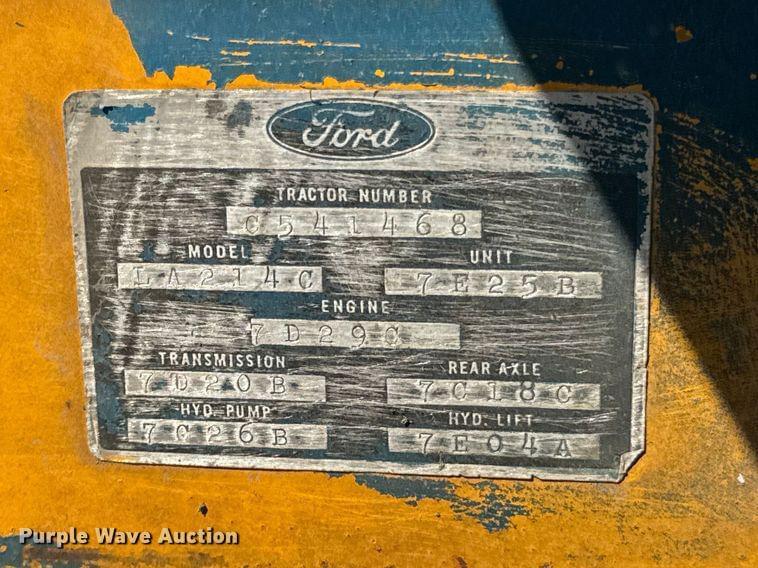 Ford
TRACTOR NUMBER
C541468
MODEL UNIT
LA214C 7E25B
ENGINE
7D29C
TRANSMISSION REAR AXLE
7D20B 7C18C
HYD. PUMP HYD. LIFT
7C26B 7E04A
Purple Wave Auction